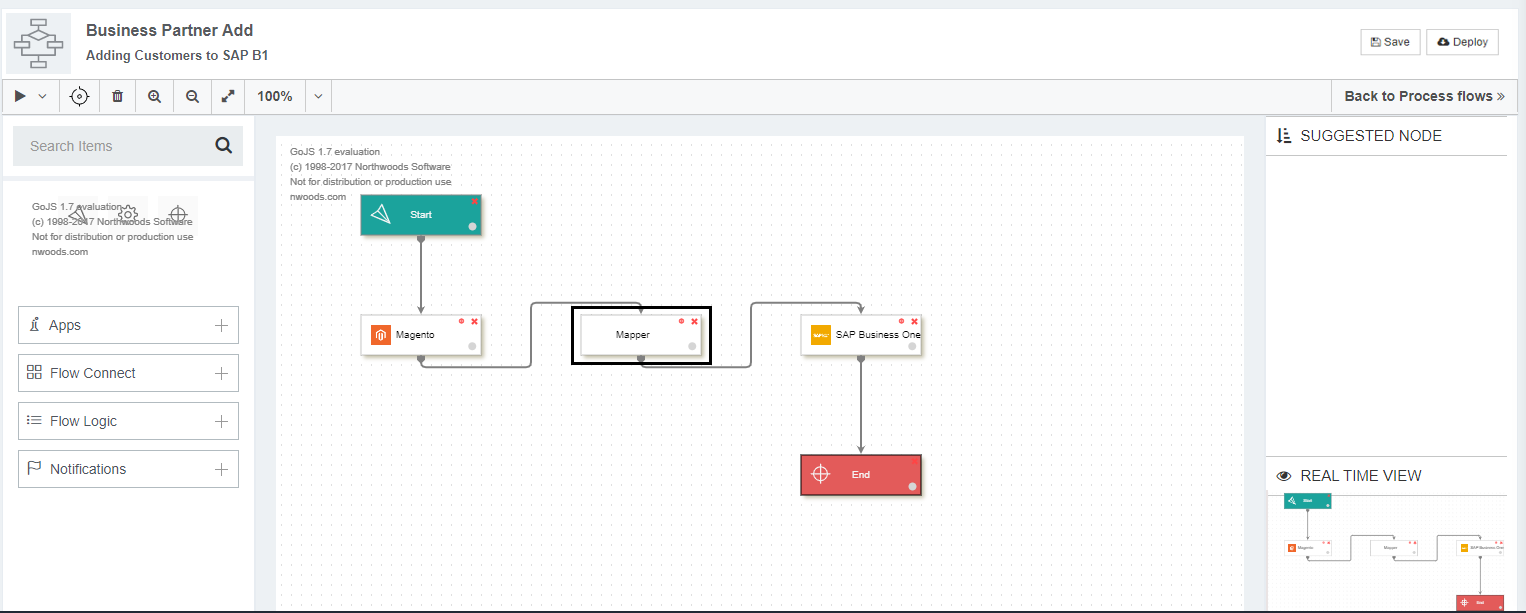 Business Partner Add
Adding Customers to SAP B1
Save
Deploy
100%
Back to Process flows »
Search Items
GoJS 1.7 evaluation
(c) 1998-2017 Northwoods Software
Not for distribution or production use
nwoods.com
Apps
Flow Connect
Flow Logic
Notifications
GoJS 1.7 evaluation
(c) 1998-2017 Northwoods Software
Not for distribution or production use
nwoods.com
Start
Magento
Mapper
SAP Business One
End
SUGGESTED NODE
REAL TIME VIEW
Start
Magento
Mapper
SAP Business One
End